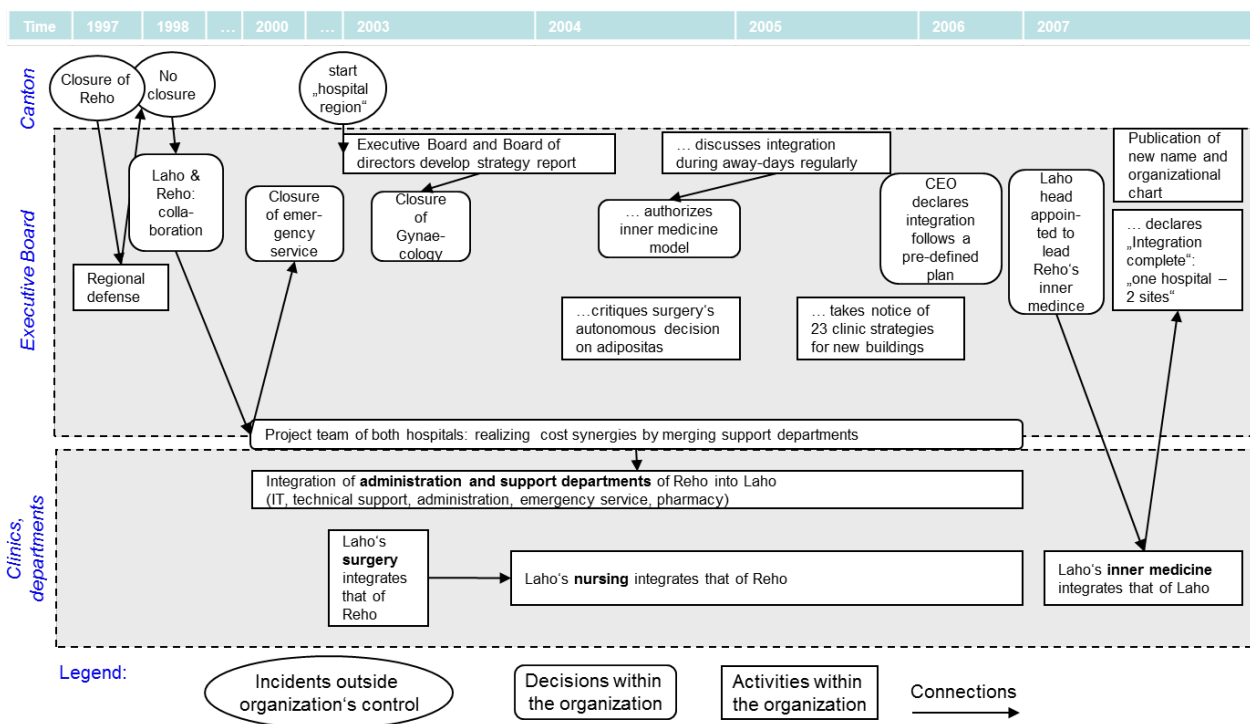 Time 1997 1998 ... 2000 ... 2003 2004 2005 2006 2007
Canton
Closure of
Reho
No
closure
start
„hospital
region“
Executive Board
Regional
defense
Laho &
Reho:
colla-
boration
Closure
of emer-
gency
service
Executive Board and Board of
directors develop strategy report
Closure
of
Gynae-
cology
… discusses integration
during away-days regularly
… authorizes
inner medicine
model
…critiques surgery‘s
autonomous decision
on adipositas
CEO
declares
integration
follows a
pre-defined
plan
… takes notice of
23 clinic strategies
for new buildings
Laho
head
appoin-
ted to
lead
Reho‘s
inner
medince
Publication of
new name and
organizational
chart
… declares
„Integration
complete“:
„one hospital –
2 sites“
Project team of both hospitals: realizing cost synergies by merging support departments
Clinics,
departments
Integration of administration and support departments of Reho into Laho
(IT, technical support, administration, emergency service, pharmacy)
Laho‘s
surgery
integrates
that of
Reho
Laho‘s nursing integrates that of Reho
Laho‘s inner medicine
integrates that of Laho
Legend:
Incidents outside
organization‘s control
Decisions within
the organization
Activities within
the organization
Connections